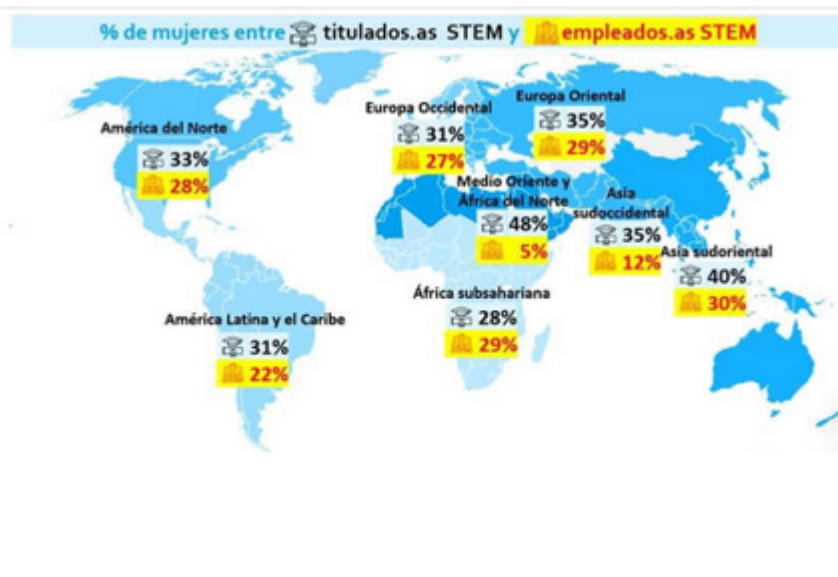 % de mujeres entre titulados.as STEM y empleados.as STEM
América del Norte
33%
28%
Europa Occidental
31%
27%
Europa Oriental
35%
29%
Medio Oriente y
África del Norte
48%
5%
Asia
sudoccidental
35%
12%
Asia sudoriental
40%
30%
América Latina y el Caribe
31%
22%
África subsahariana
28%
29%